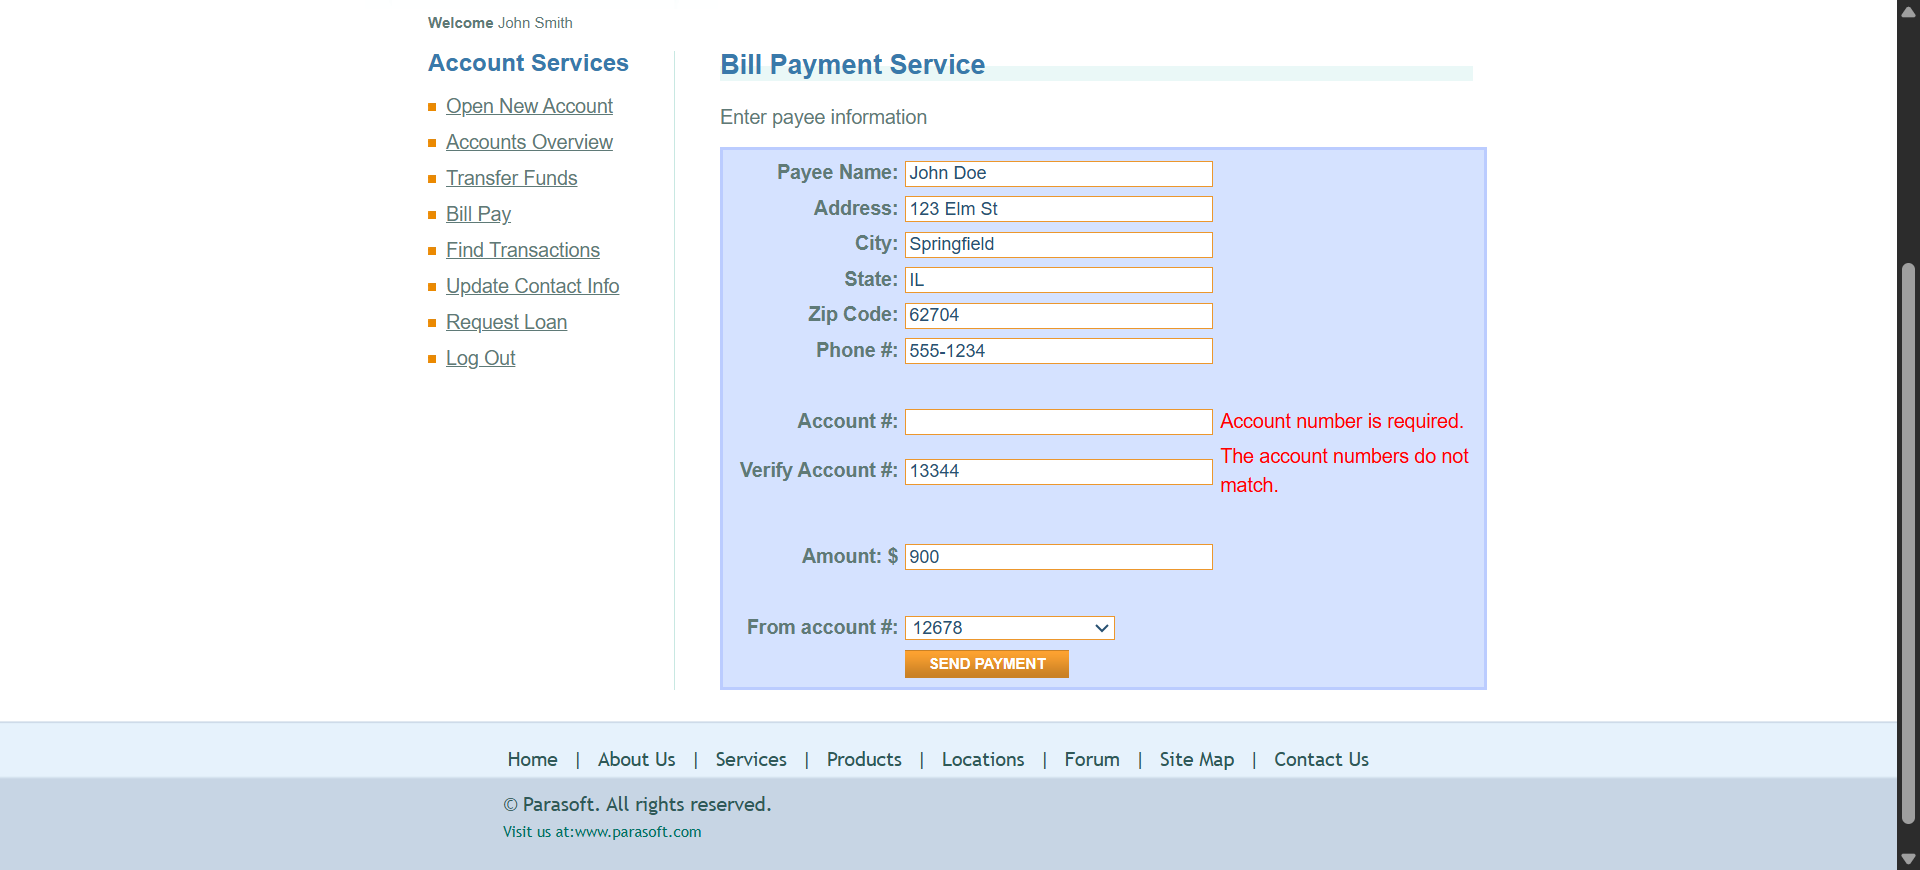 Welcome John Smith
Account Services
Open New Account
Accounts Overview
Transfer Funds
Bill Pay
Find Transactions
Update Contact Info
Request Loan
Log Out
Bill Payment Service
Enter payee information
Payee Name: John Doe
Address: 123 Elm St
City: Springfield
State: IL
Zip Code: 62704
Phone #: 555-1234
Account #: Account number is required.
Verify Account #: 13344 The account numbers do not
match.
Amount: $ 900
From account #: 12678
SEND PAYMENT
Home | About Us | Services | Products | Locations | Forum | Site Map | Contact Us
© Parasoft. All rights reserved.
Visit us at:www.parasoft.com